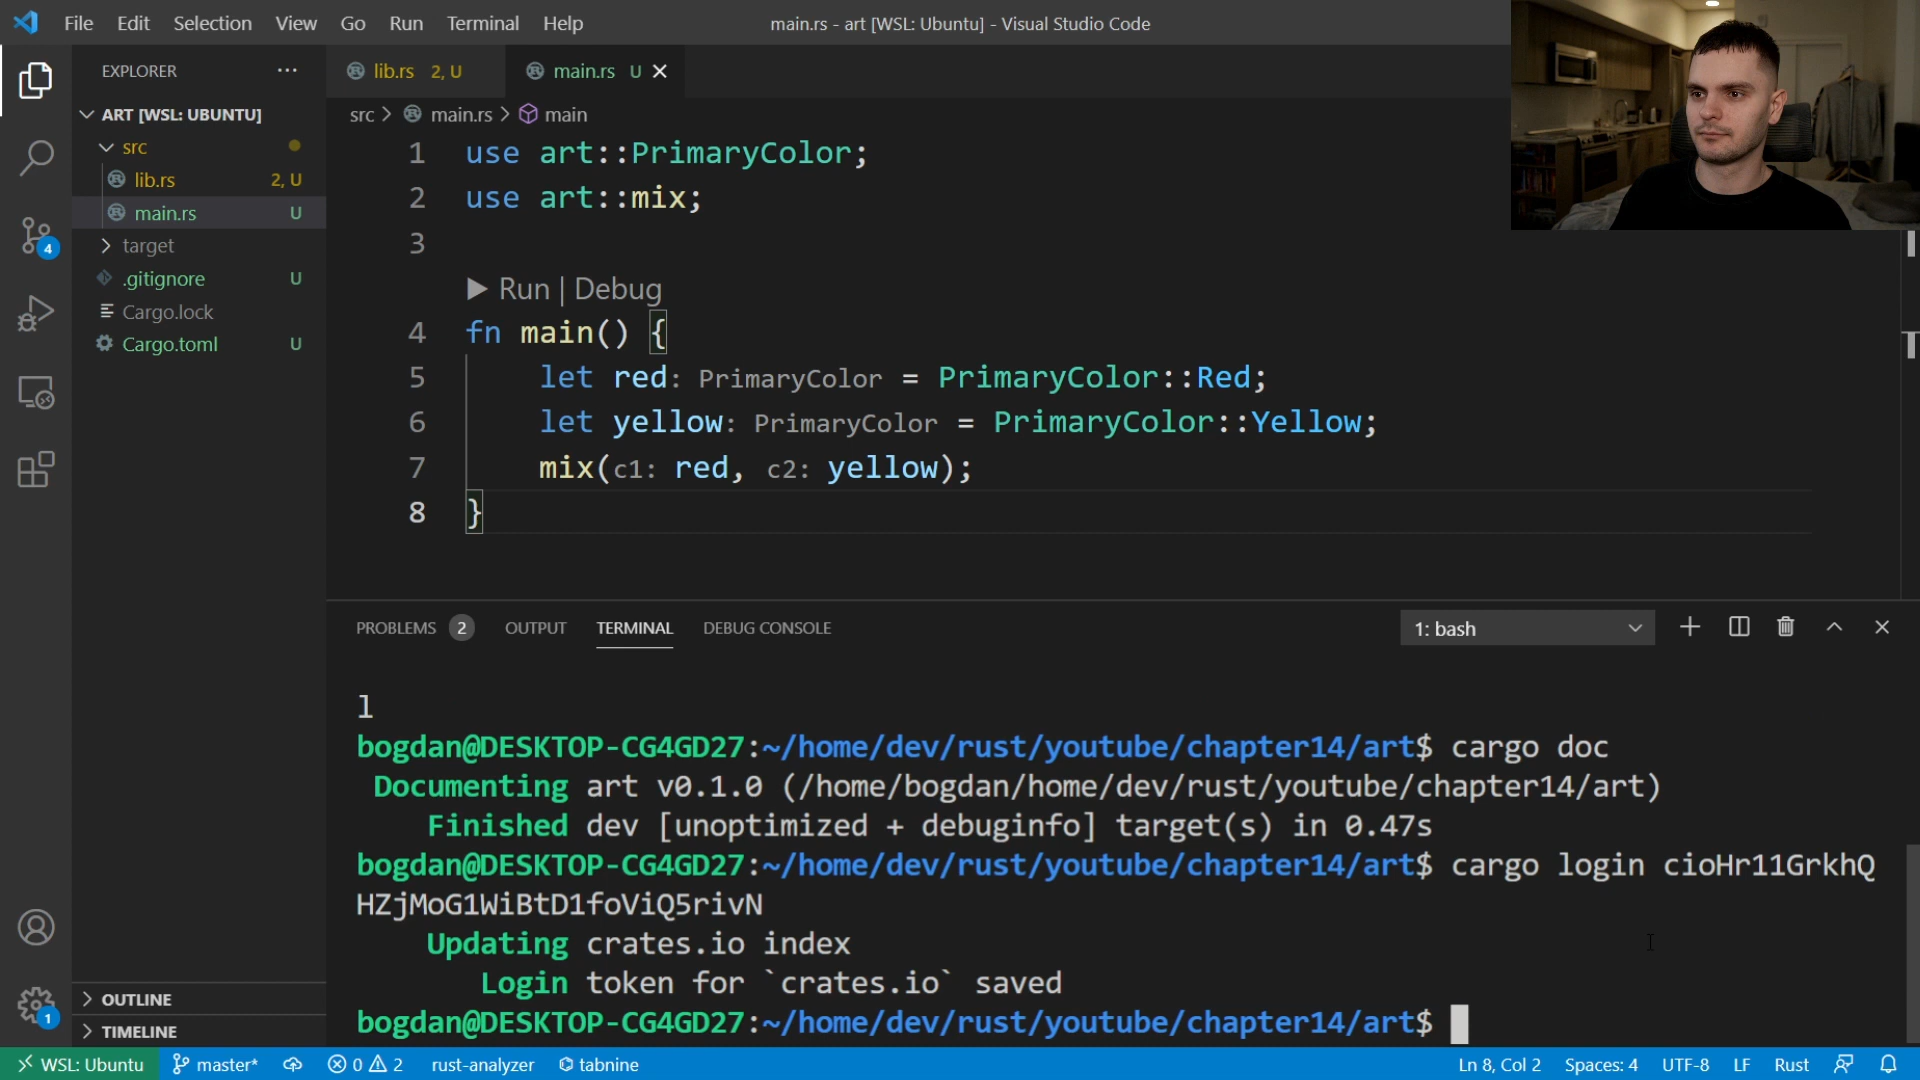 File Edit Selection View Go Run Terminal Help
main.rs - art [WSL: Ubuntu] - Visual Studio Code
EXPLORER
ART [WSL: UBUNTU]
src
lib.rs 2, U
main.rs U
target
.gitignore U
Cargo.lock
Cargo.toml U
4
1
OUTLINE
TIMELINE
lib.rs 2, U
main.rs U
src > main.rs > main
1 use art::PrimaryColor;
2 use art::mix;
3
Run | Debug
4 fn main() {
5 let red: PrimaryColor = PrimaryColor::Red;
6 let yellow: PrimaryColor = PrimaryColor::Yellow;
7 mix(c1: red, c2: yellow);
8 }
PROBLEMS 2 OUTPUT TERMINAL DEBUG CONSOLE
1: bash
l
bogdan@DESKTOP-CG4GD27:~/home/dev/rust/youtube/chapter14/art$ cargo doc
Documenting art v0.1.0 (/home/bogdan/home/dev/rust/youtube/chapter14/art)
Finished dev [unoptimized + debuginfo] target(s) in 0.47s
bogdan@DESKTOP-CG4GD27:~/home/dev/rust/youtube/chapter14/art$ cargo login cioHr11GrkhQ
HZjMoG1WiBtD1foViQ5rivN
Updating crates.io index
Login token for `crates.io` saved
bogdan@DESKTOP-CG4GD27:~/home/dev/rust/youtube/chapter14/art$
WSL: Ubuntu master* 0 2 rust-analyzer tabnine
Ln 8, Col 2 Spaces: 4 UTF-8 LF Rust